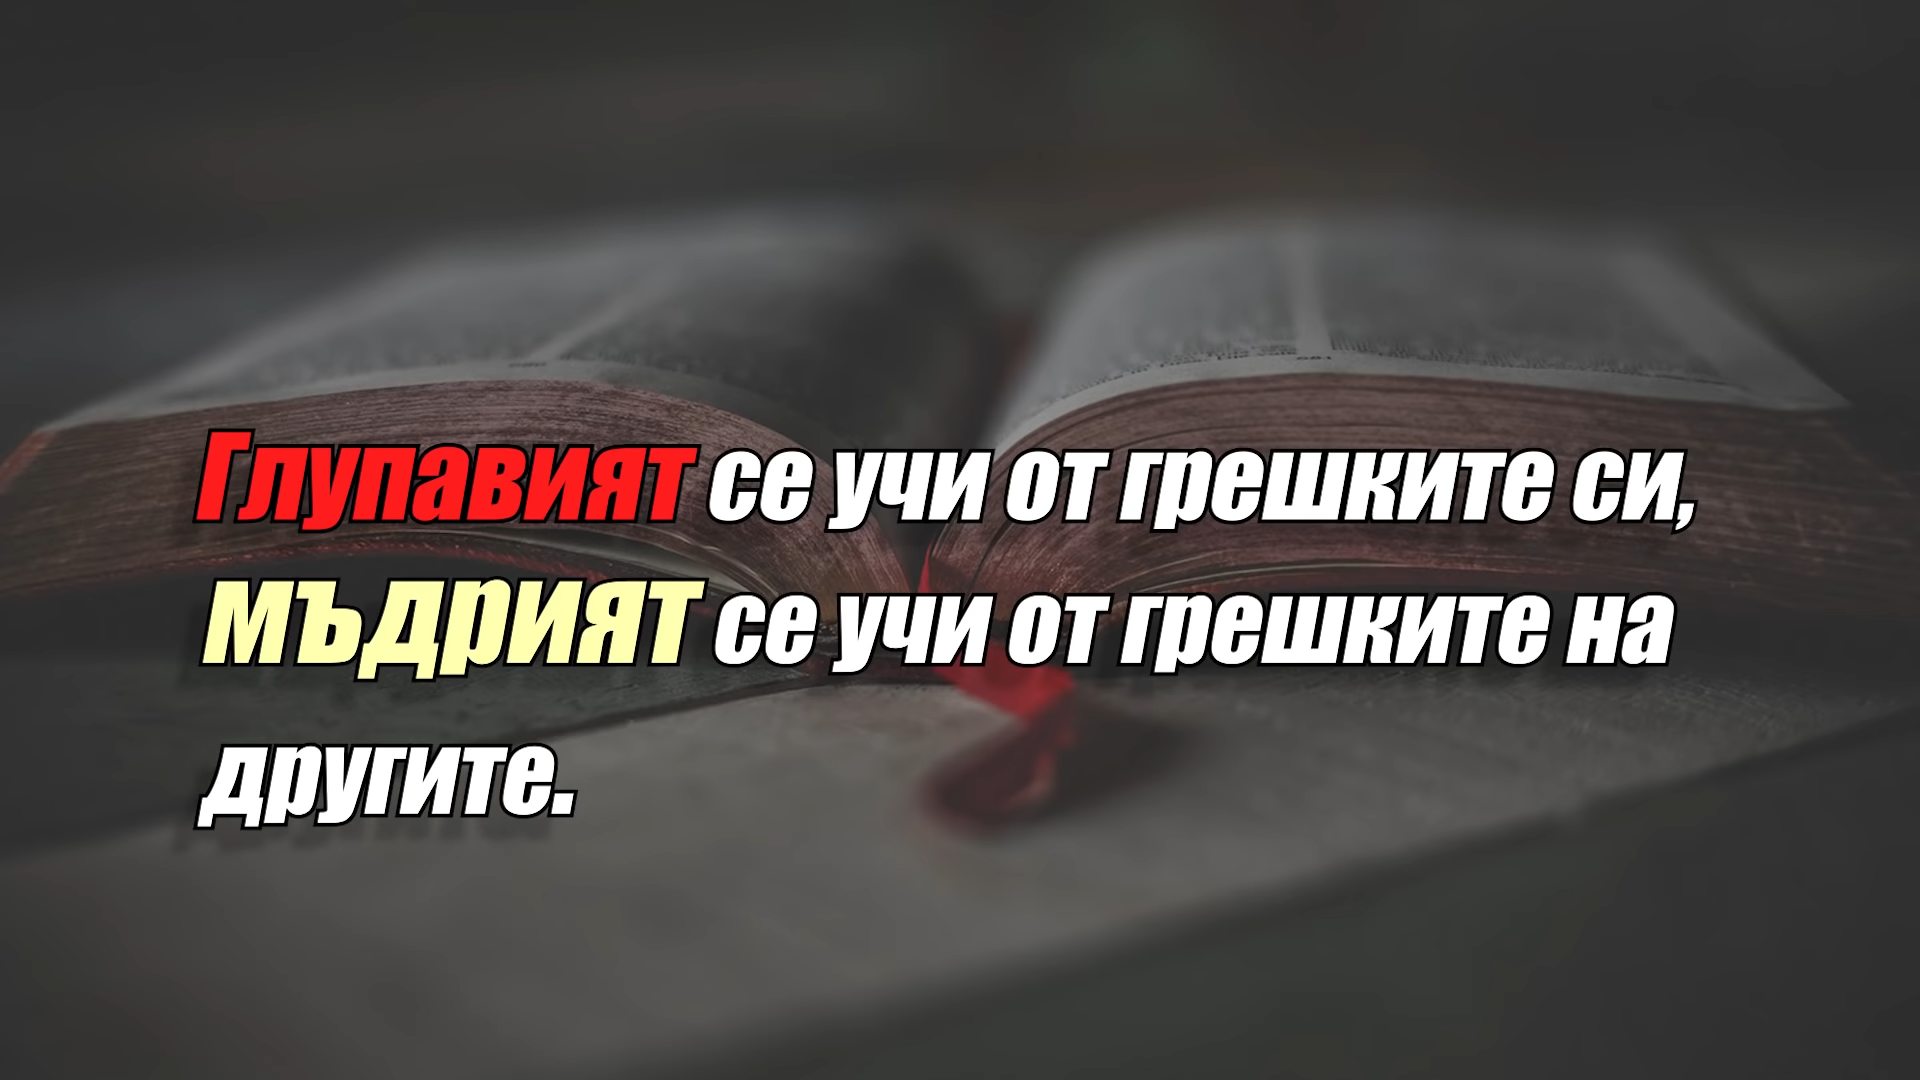 Глупавият се учи от грешките си,
мъдрият се учи от грешките на
другите.